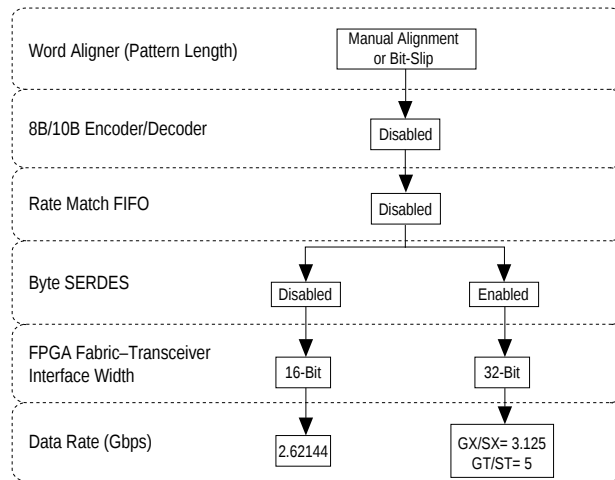 Word Aligner (Pattern Length)
Manual Alignment
or Bit-Slip
8B/10B Encoder/Decoder
Disabled
Rate Match FIFO
Disabled
Byte SERDES
Disabled
Enabled
FPGA Fabric–Transceiver
Interface Width
16-Bit
32-Bit
Data Rate (Gbps)
2.62144
GX/SX= 3.125
GT/ST= 5